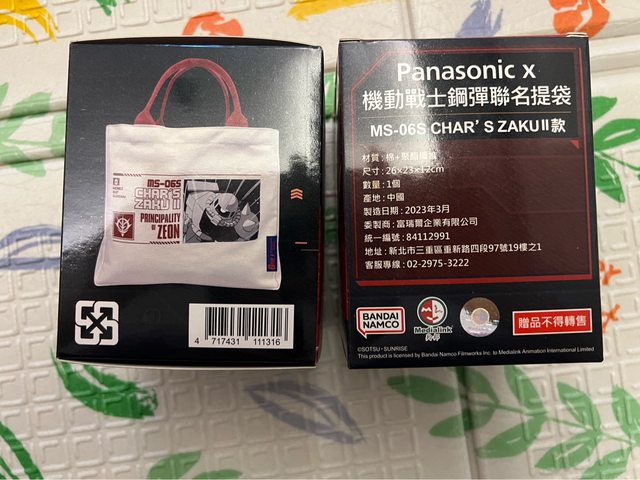 MS-06S
CHAR'S
ZAKU II
PRINCIPALITY
OF ZEON
4 717431 111316
Panasonic x
機動戰士鋼彈聯名提袋
MS-06S CHAR'S ZAKU II 款
材質:棉+聚酯纖維
尺寸:26x23x12cm
數量:1個
產地:中國
製造日期:2023年3月
委製商:富瑞爾企業有限公司
統一編號:84112991
地址:新北市三重區重新路四段97號19樓之1
客服專線:02-2975-3222
BANDAI
NAMCO
Medialink
贈品不得轉售
©SOTSU・SUNRISE
This product is licensed by Bandai Namco Filmworks Inc. to Medialink Animation International Limited